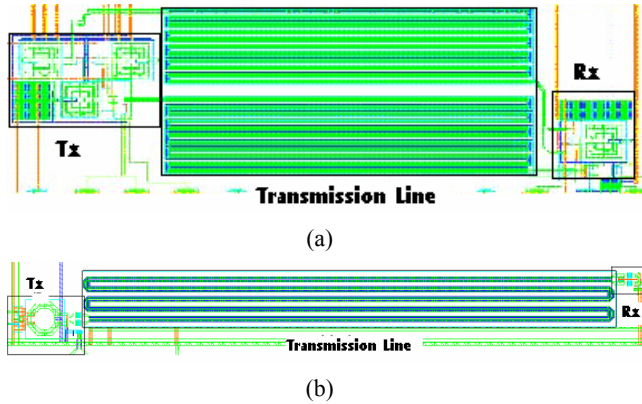 Tx
Rx
Transmission Line
(a)
Tx
Rx
Transmission Line
(b)